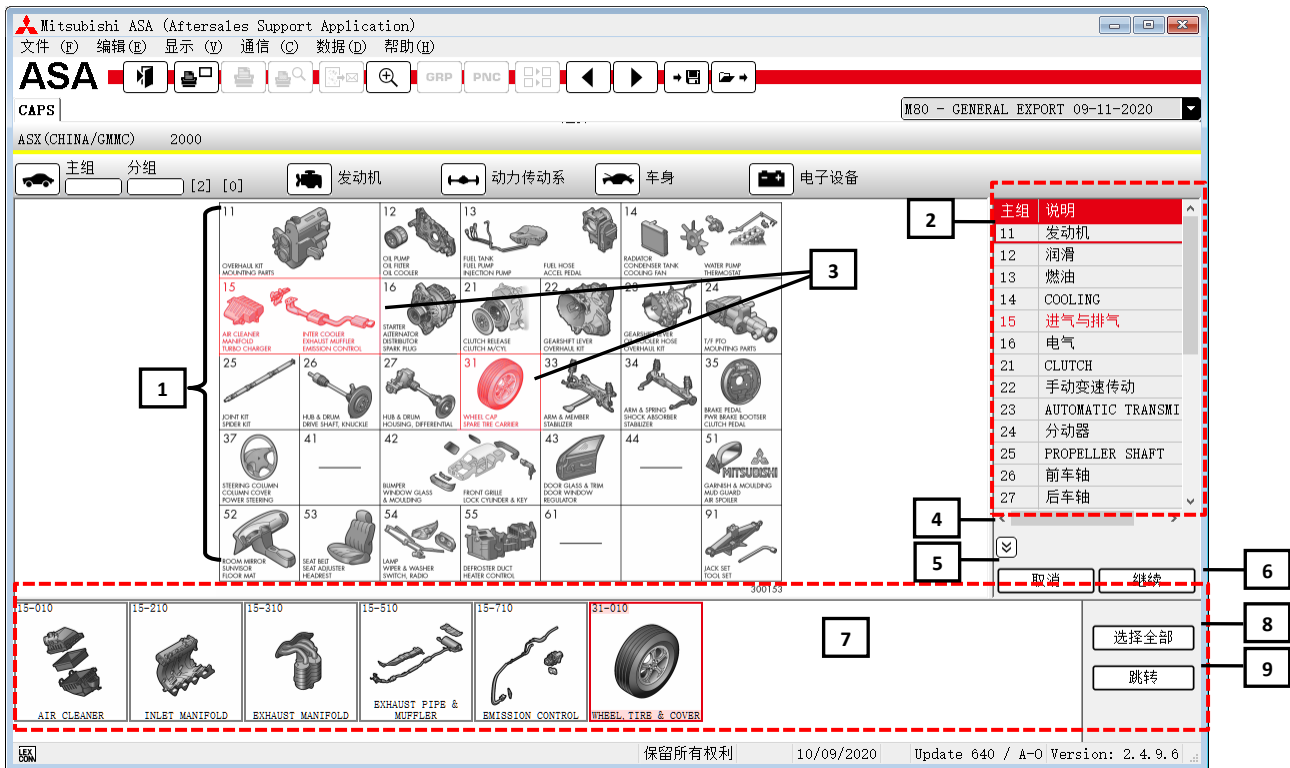 Mitsubishi ASA (Aftersales Support Application)
文件 (F) 编辑(E) 显示 (V) 通信 (C) 数据(D) 帮助(H)
ASA GRP PNC
CAPS
M80 - GENERAL EXPORT 09-11-2020
ASX(CHINA/GMMC) 2000
主组 分组 [2] [0] 发动机 动力传动系 车身 电子设备
11
OVERHAUL KIT
MOUNTING PARTS
12
OIL PUMP
OIL FILTER
OIL COOLER
13
FUEL TANK
FUEL PUMP
INJECTION PUMP
FUEL HOSE
ACCEL PEDAL
14
RADIATOR
CONDENSER TANK
COOLING FAN
WATER PUMP
THERMOSTAT
15
AIR CLEANER
MANIFOLD
TURBO CHARGER
INTER COOLER
EXHAUST MUFFLER
EMISSION CONTROL
16
STARTER
ALTERNATOR
DISTRIBUTOR
SPARK PLUG
21
CLUTCH RELEASE
CLUTCH M/CYL
22
GEARSHIFT LEVER
OVERHAUL KIT
23
GEARSHIFT LEVER
OIL COOLER HOSE
OVERHAUL KIT
24
T/F PTO
MOUNTING PARTS
25
JOINT KIT
SPIDER KIT
26
HUB & DRUM
DRIVE SHAFT, KNUCKLE
27
HUB & DRUM
HOUSING, DIFFERENTIAL
31
WHEEL CAP
SPARE TIRE CARRIER
33
ARM & MEMBER
STABILIZER
34
ARM & SPRING
SHOCK ABSORBER
STABILIZER
35
BRAKE PEDAL
PWR BRAKE BOOTSER
CLUTCH PEDAL
37
STEERING COLUMN
COLUMN COVER
POWER STEERING
41
42
BUMPER
WINDOW GLASS
& MOULDING
FRONT GRILLE
LOCK CYLINDER & KEY
43
DOOR GLASS & TRIM
DOOR WINDOW
REGULATOR
44
51
MITSUBISHI
GARNISH & MOULDING
MUD GUARD
AIR SPOILER
52
ROOM MIRROR
SUNVISOR
FLOOR MAT
53
SEAT BELT
SEAT ADJUSTER
HEADREST
54
LAMP
WIPER & WASHER
SWITCH, RADIO
55
DEFROSTER DUCT
HEATER CONTROL
61
91
JACK SET
TOOL SET
300153
1
2
3
主组 说明
11 发动机
12 润滑
13 燃油
14 COOLING
15 进气与排气
16 电气
21 CLUTCH
22 手动变速传动
23 AUTOMATIC TRANSMI
24 分动器
25 PROPELLER SHAFT
26 前车轴
27 后车轴
4
5
取消 继续
6
15-010
AIR CLEANER
15-210
INLET MANIFOLD
15-310
EXHAUST MANIFOLD
15-510
EXHAUST PIPE &
MUFFLER
15-710
EMISSION CONTROL
31-010
WHEEL, TIRE & COVER
7
选择全部
8
跳转
9
LEX
COM
保留所有权利 10/09/2020 Update 640 / A-O Version: 2.4.9.6